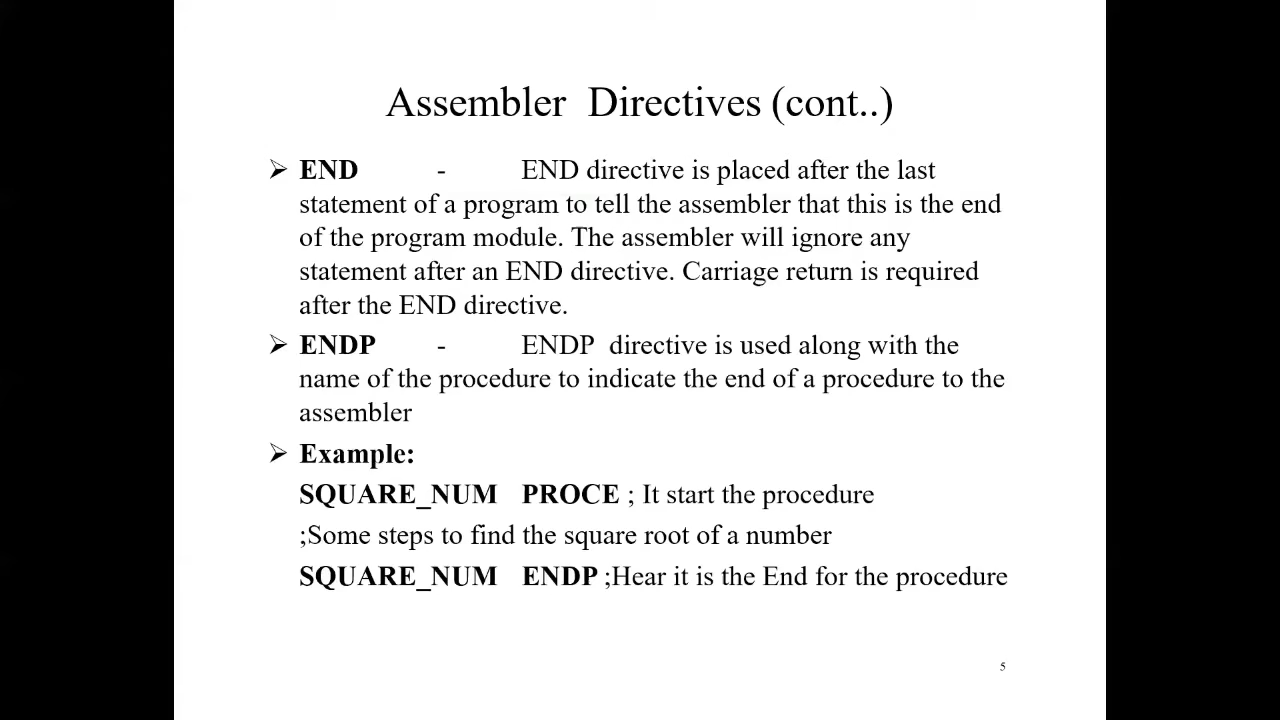 Assembler Directives (cont..)
➢ END - END directive is placed after the last
statement of a program to tell the assembler that this is the end
of the program module. The assembler will ignore any
statement after an END directive. Carriage return is required
after the END directive.
➢ ENDP - ENDP directive is used along with the
name of the procedure to indicate the end of a procedure to the
assembler
➢ Example:
SQUARE_NUM PROCE ; It start the procedure
;Some steps to find the square root of a number
SQUARE_NUM ENDP ;Hear it is the End for the procedure
5